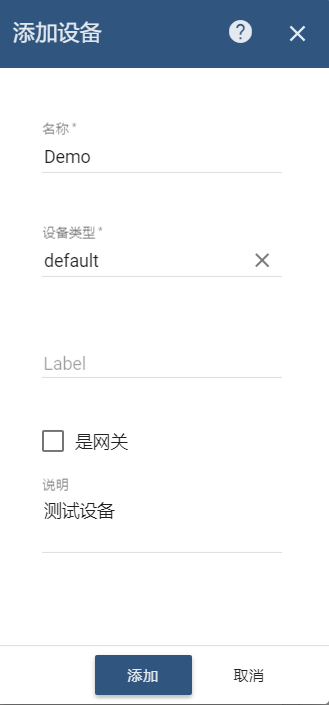 添加设备
名称 *
Demo
设备类型 *
default
Label
是网关
说明
测试设备
添加
取消